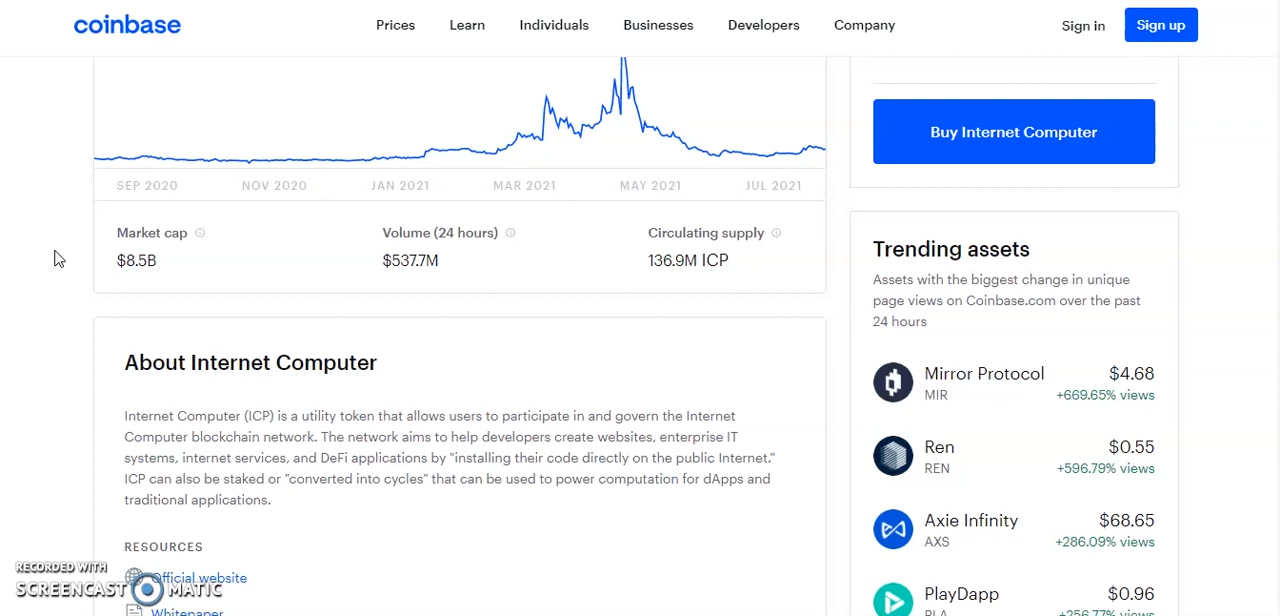 coinbase
Prices Learn Individuals Businesses Developers Company Sign in Sign up
Buy Internet Computer
SEP 2020 NOV 2020 JAN 2021 MAR 2021 MAY 2021 JUL 2021
Market cap Volume (24 hours) Circulating supply
$8.5B $537.7M 136.9M ICP
About Internet Computer
Internet Computer (ICP) is a utility token that allows users to participate in and govern the Internet
Computer blockchain network. The network aims to help developers create websites, enterprise IT
systems, internet services, and DeFi applications by "installing their code directly on the public Internet."
ICP can also be staked or "converted into cycles" that can be used to power computation for dApps and
traditional applications.
RESOURCES
Official website
Whitepaper
Trending assets
Assets with the biggest change in unique
page views on Coinbase.com over the past
24 hours
Mirror Protocol $4.68
MIR +669.65% views
Ren $0.55
REN +596.79% views
Axie Infinity $68.65
AXS +286.09% views
PlayDapp $0.96
PLA +256.77% views
RECORDED WITH
SCREENCAST MATIC